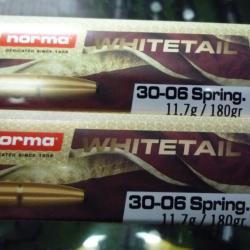 norma
WHITETAIL
DEDICATED SINCE 1902
30-06 Spring.
11.7g / 180gr
norma
WHITETAIL
DEDICATED SINCE 1902
30-06 Spring.
11.7g / 180gr